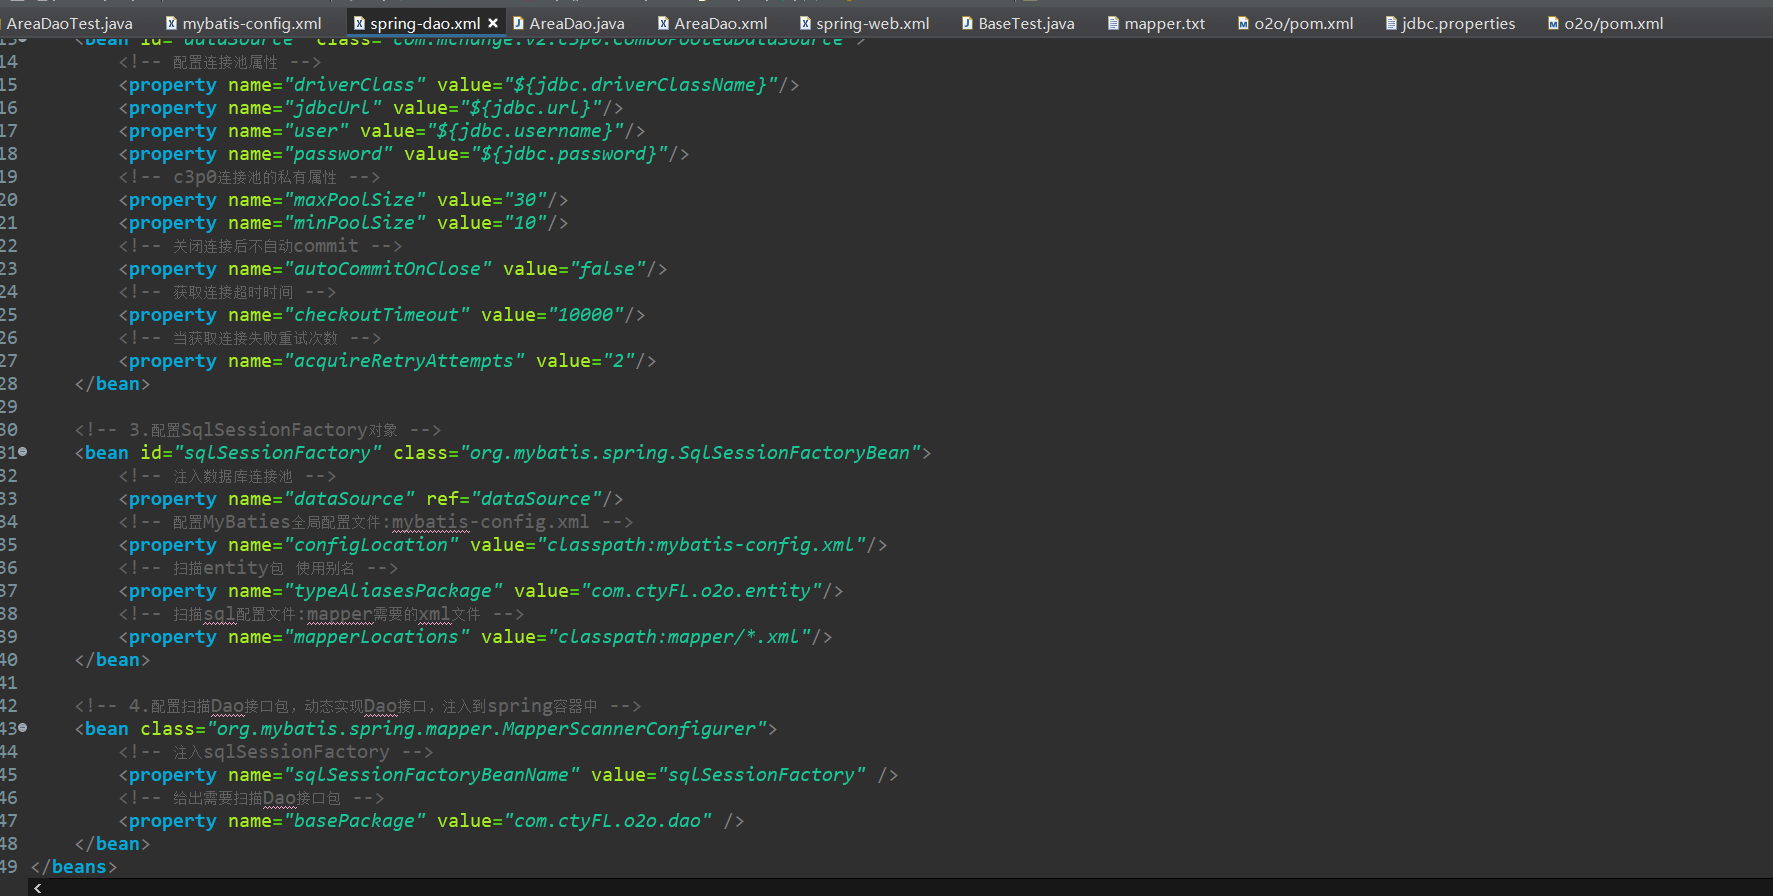 AreaDaoTest.java mybatis-config.xml spring-dao.xml AreaDao.java AreaDao.xml spring-web.xml BaseTest.java mapper.txt o2o/pom.xml jdbc.properties o2o/pom.xml
13 <bean id="dataSource" class="com.mchange.v2.c3p0.ComboPooledDataSource">
14 <!-- 配置连接池属性 -->
15 <property name="driverClass" value="${jdbc.driverClassName}"/>
16 <property name="jdbcUrl" value="${jdbc.url}"/>
17 <property name="user" value="${jdbc.username}"/>
18 <property name="password" value="${jdbc.password}"/>
19 <!-- c3p0连接池的私有属性 -->
20 <property name="maxPoolSize" value="30"/>
21 <property name="minPoolSize" value="10"/>
22 <!-- 关闭连接后不自动commit -->
23 <property name="autoCommitOnClose" value="false"/>
24 <!-- 获取连接超时时间 -->
25 <property name="checkoutTimeout" value="10000"/>
26 <!-- 当获取连接失败重试次数 -->
27 <property name="acquireRetryAttempts" value="2"/>
28 </bean>
29
30 <!-- 3.配置SqlSessionFactory对象 -->
31 <bean id="sqlSessionFactory" class="org.mybatis.spring.SqlSessionFactoryBean">
32 <!-- 注入数据库连接池 -->
33 <property name="dataSource" ref="dataSource"/>
34 <!-- 配置MyBaties全局配置文件:mybatis-config.xml -->
35 <property name="configLocation" value="classpath:mybatis-config.xml"/>
36 <!-- 扫描entity包 使用别名 -->
37 <property name="typeAliasesPackage" value="com.ctyFL.o2o.entity"/>
38 <!-- 扫描sql配置文件:mapper需要的xml文件 -->
39 <property name="mapperLocations" value="classpath:mapper/*.xml"/>
40 </bean>
41
42 <!-- 4.配置扫描Dao接口包，动态实现Dao接口，注入到spring容器中 -->
43 <bean class="org.mybatis.spring.mapper.MapperScannerConfigurer">
44 <!-- 注入sqlSessionFactory -->
45 <property name="sqlSessionFactoryBeanName" value="sqlSessionFactory" />
46 <!-- 给出需要扫描Dao接口包 -->
47 <property name="basePackage" value="com.ctyFL.o2o.dao" />
48 </bean>
49 </beans>